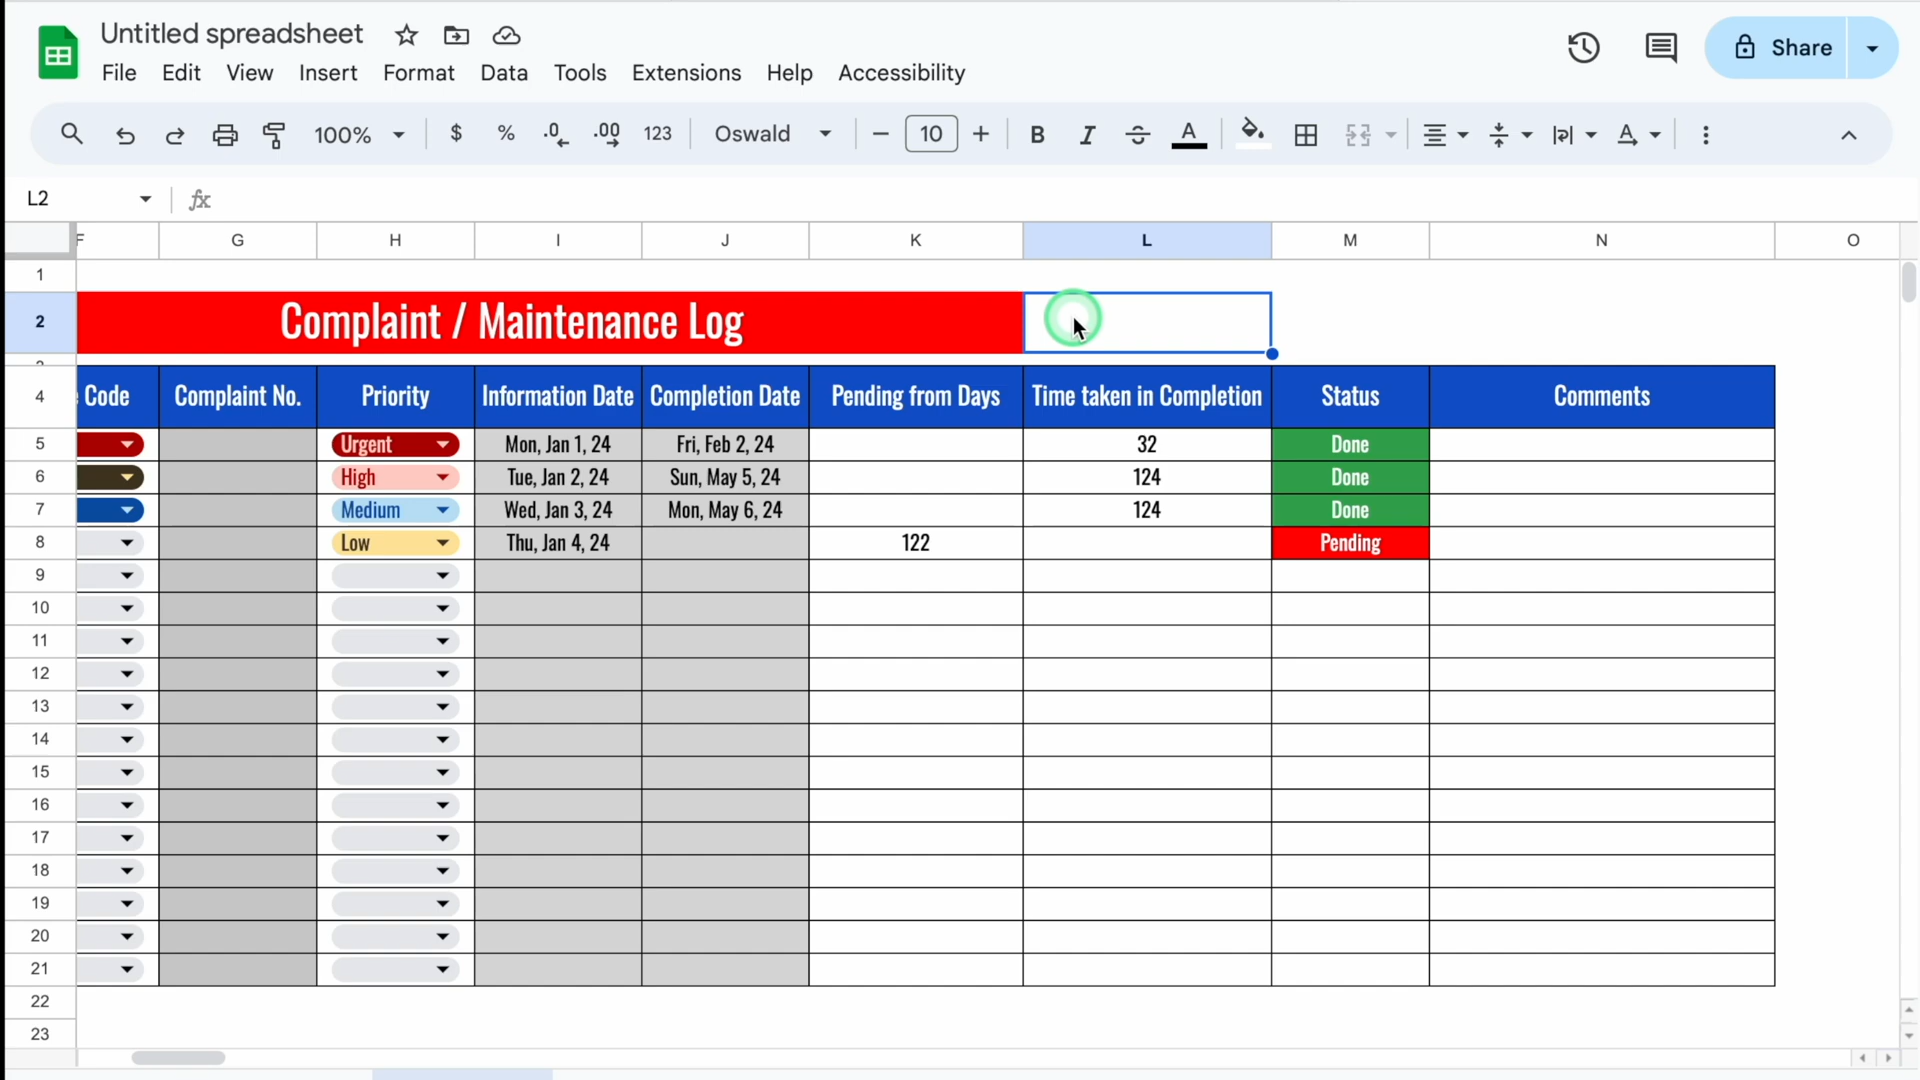 Untitled spreadsheet
File Edit View Insert Format Data Tools Extensions Help Accessibility
Share
100% $ % .0 .00 123 Oswald 10 B I A
L2 fx
F G H I J K L M N O
1
2 Complaint / Maintenance Log
4 Code Complaint No. Priority Information Date Completion Date Pending from Days Time taken in Completion Status Comments
5 Urgent Mon, Jan 1, 24 Fri, Feb 2, 24 32 Done
6 High Tue, Jan 2, 24 Sun, May 5, 24 124 Done
7 Medium Wed, Jan 3, 24 Mon, May 6, 24 124 Done
8 Low Thu, Jan 4, 24 122 Pending
9
10
11
12
13
14
15
16
17
18
19
20
21
22
23